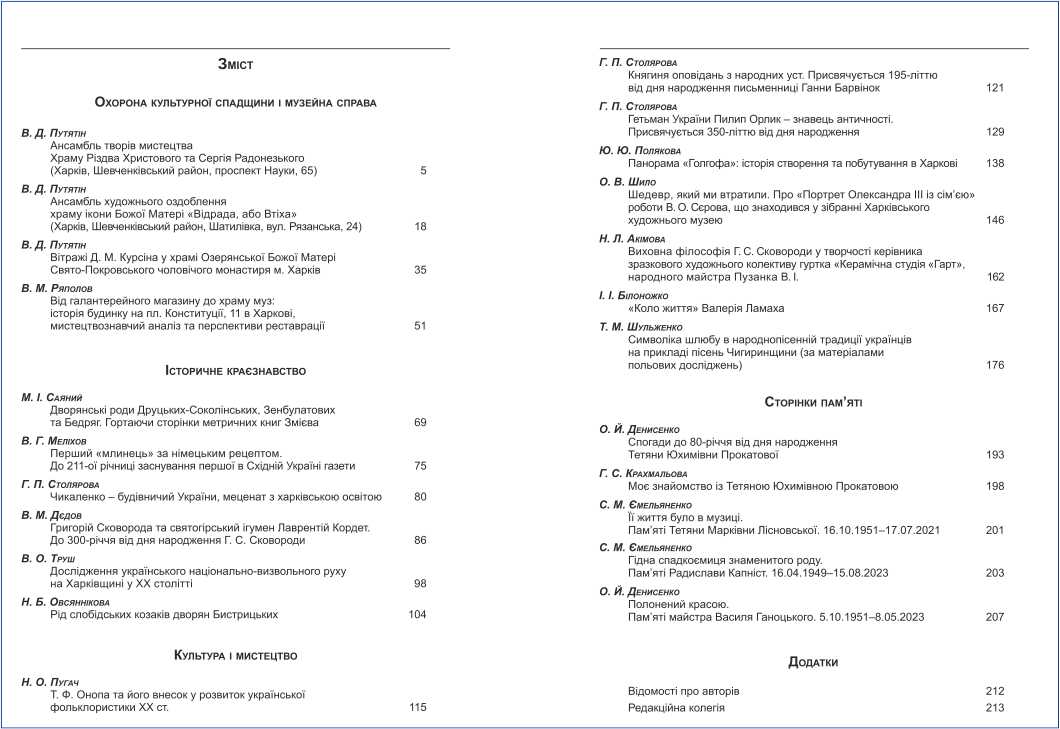 Зміст
Охорона культурної спадщини і музейна справа
В. Д. Путятін
Ансамбль творів мистецтва
Храму Різдва Христового та Сергія Радонезького
(Харків, Шевченківський район, проспект Науки, 65) 5
В. Д. Путятін
Ансамбль художнього оздоблення
храму ікони Божої Матері «Відрада, або Втіха»
(Харків, Шевченківський район, Шатилівка, вул. Рязанська, 24) 18
В. Д. Путятін
Вітражі Д. М. Курсіна у храмі Озерянської Божої Матері
Свято-Покровського чоловічого монастиря м. Харків 35
В. М. Ряполов
Від галантерейного магазину до храму муз:
історія будинку на пл. Конституції, 11 в Харкові,
мистецтвознавчий аналіз та перспективи реставрації 51
Історичне краєзнавство
М. І. Саяний
Дворянські роди Друцьких-Соколінських, Зенбулатових
та Бедряг. Гортаючи сторінки метричних книг Змієва 69
В. Г. Меліхов
Перший «млинець» за німецьким рецептом.
До 211-ої річниці заснування першої в Східній Україні газети 75
Г. П. Столярова
Чикаленко – будівничий України, меценат з харківською освітою 80
В. М. Дєдов
Григорій Сковорода та святогірський ігумен Лаврентій Кордет.
До 300-річчя від дня народження Г. С. Сковороди 86
В. О. Труш
Дослідження українського національно-визвольного руху
на Харківщині у ХХ столітті 98
Н. Б. Овсяннікова
Рід слобідських козаків дворян Бистрицьких 104
Культура і мистецтво
Н. О. Пугач
Т. Ф. Онопа та його внесок у розвиток української
фольклористики ХХ ст. 115
Г. П. Столярова
Княгиня оповідань з народних уст. Присвячується 195-літтю
від дня народження письменниці Ганни Барвінок 121
Г. П. Столярова
Гетьман України Пилип Орлик – знавець античності.
Присвячується 350-літтю від дня народження 129
Ю. Ю. Полякова
Панорама «Голгофа»: історія створення та побутування в Харкові 138
О. В. Шило
Шедевр, який ми втратили. Про «Портрет Олександра ІІІ із сім’єю»
роботи В. О. Сєрова, що знаходився у зібранні Харківського
художнього музею 146
Н. Л. Акімова
Виховна філософія Г. С. Сковороди у творчості керівника
зразкового художнього колективу гуртка «Керамічна студія «Гарт»,
народного майстра Пузанка В. І. 162
І. І. Білоножко
«Коло життя» Валерія Ламаха 167
Т. М. Шульженко
Символіка шлюбу в народнопісенній традиції українців
на прикладі пісень Чигиринщини (за матеріалами
польових досліджень) 176
Сторінки пам’яті
О. Й. Денисенко
Спогади до 80-річчя від дня народження
Тетяни Юхимівни Прокатової 193
Г. С. Крахмальова
Моє знайомство із Тетяною Юхимівною Прокатовою 198
С. М. Ємельяненко
Її життя було в музиці.
Пам’яті Тетяни Марківни Лісновської. 16.10.1951–17.07.2021 201
С. М. Ємельяненко
Гідна спадкоємиця знаменитого роду.
Пам’яті Радислави Капніст. 16.04.1949–15.08.2023 203
О. Й. Денисенко
Полонений красою.
Пам’яті майстра Василя Ганоцького. 5.10.1951–8.05.2023 207
Додатки
Відомості про авторів 212
Редакційна колегія 213